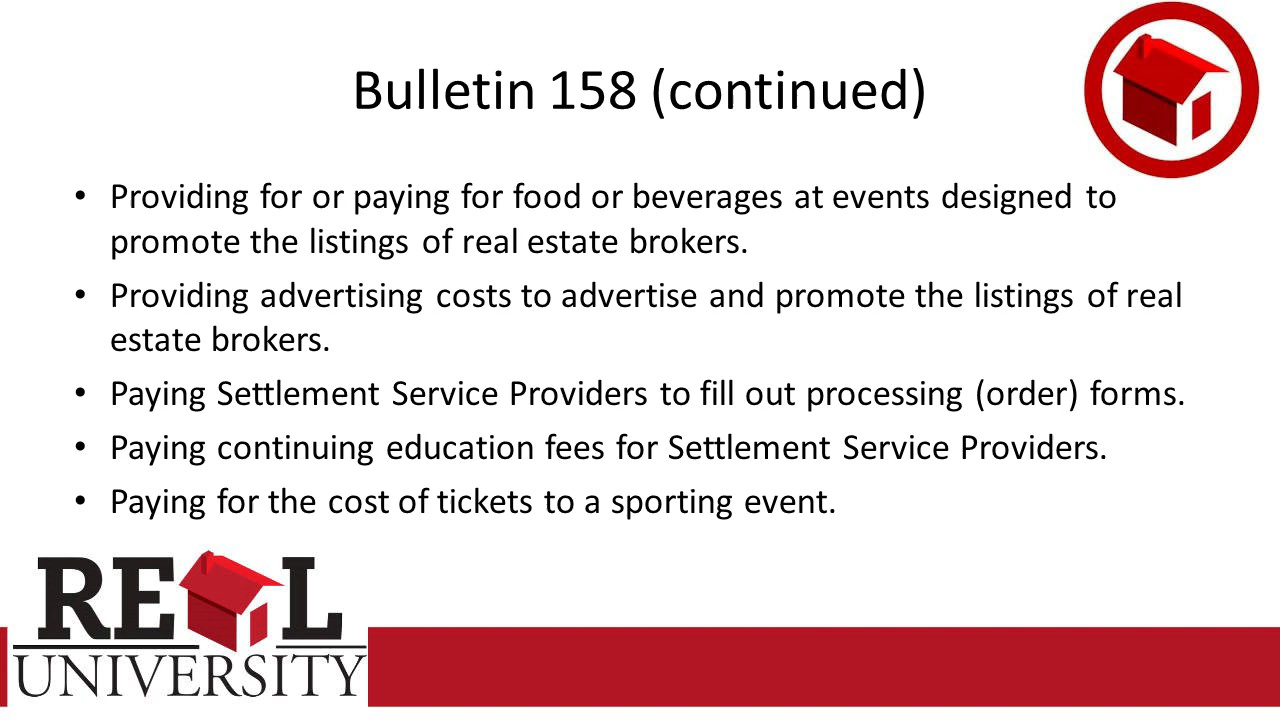 Bulletin 158 (continued)
• Providing for or paying for food or beverages at events designed to
promote the listings of real estate brokers.
• Providing advertising costs to advertise and promote the listings of real
estate brokers.
• Paying Settlement Service Providers to fill out processing (order) forms.
• Paying continuing education fees for Settlement Service Providers.
• Paying for the cost of tickets to a sporting event.
RE L
UNIVERSITY